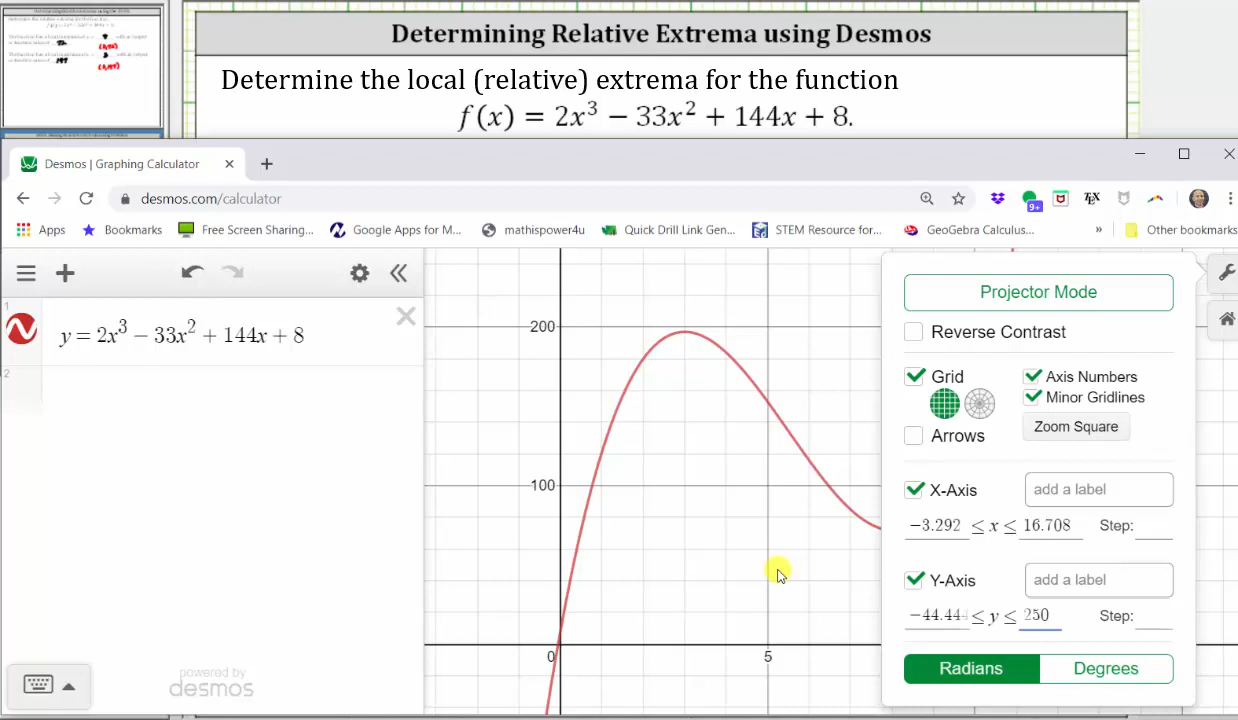 Determining Relative Extrema using Desmos
Determine the local (relative) extrema for the function
f(x) = 2x³ − 33x² + 144x + 8.
Desmos | Graphing Calculator
desmos.com/calculator
9+
TEX
Apps Bookmarks Free Screen Sharing... Google Apps for M... mathispower4u Quick Drill Link Gen... STEM Resource for... GeoGebra Calculus... » Other bookmarks
1
y = 2x³ − 33x² + 144x + 8
2
powered by
desmos
200
100
0
5
Projector Mode
Reverse Contrast
Grid
Axis Numbers
Minor Gridlines
Arrows
Zoom Square
X-Axis add a label
−3.292 ≤ x ≤ 16.708 Step:
Y-Axis add a label
−44.444 ≤ y ≤ 250 Step:
Radians Degrees